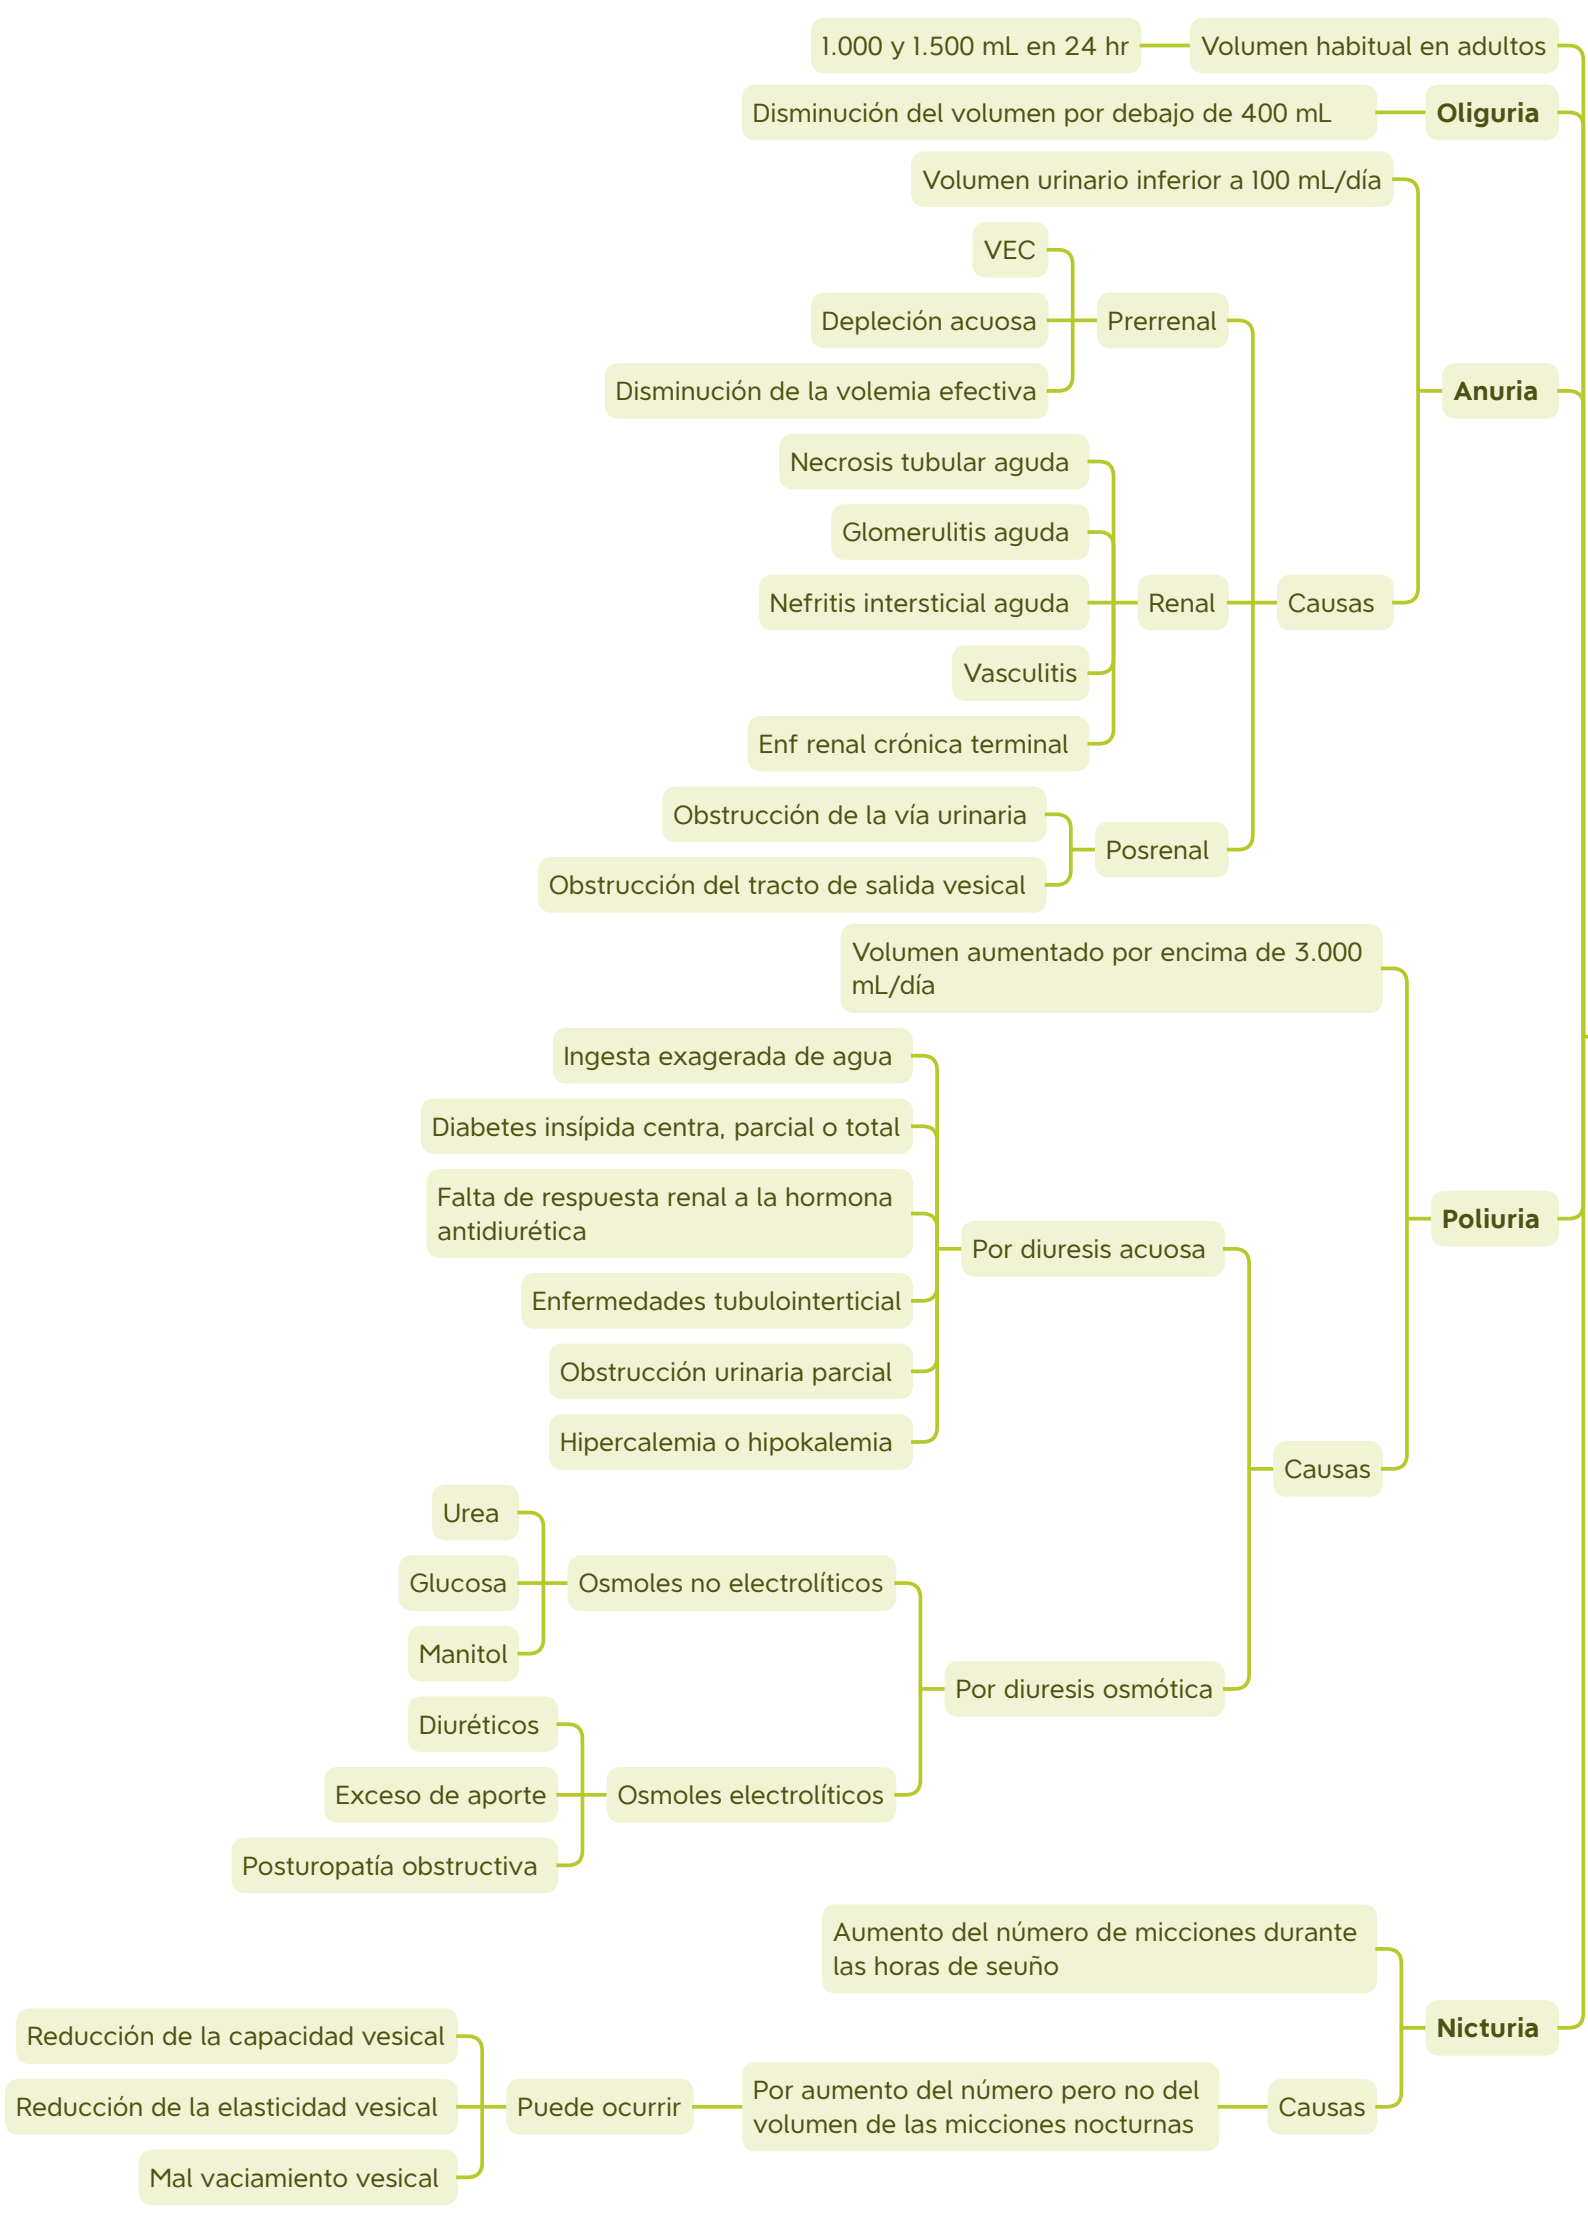 1.000 y 1.500 mL en 24 hr
Volumen habitual en adultos
Disminución del volumen por debajo de 400 mL
Oliguria
Volumen urinario inferior a 100 mL/día
VEC
Depleción acuosa
Prerrenal
Disminución de la volemia efectiva
Anuria
Necrosis tubular aguda
Glomerulitis aguda
Nefritis intersticial aguda
Renal
Causas
Vasculitis
Enf renal crónica terminal
Obstrucción de la vía urinaria
Posrenal
Obstrucción del tracto de salida vesical
Volumen aumentado por encima de 3.000
mL/día
Ingesta exagerada de agua
Diabetes insípida centra, parcial o total
Falta de respuesta renal a la hormona
antidiurética
Poliuria
Por diuresis acuosa
Enfermedades tubulointerticial
Obstrucción urinaria parcial
Hipercalemia o hipokalemia
Causas
Urea
Glucosa
Osmoles no electrolíticos
Manitol
Por diuresis osmótica
Diuréticos
Exceso de aporte
Osmoles electrolíticos
Posturopatía obstructiva
Aumento del número de micciones durante
las horas de seuño
Nicturia
Reducción de la capacidad vesical
Reducción de la elasticidad vesical
Puede ocurrir
Por aumento del número pero no del
volumen de las micciones nocturnas
Causas
Mal vaciamiento vesical